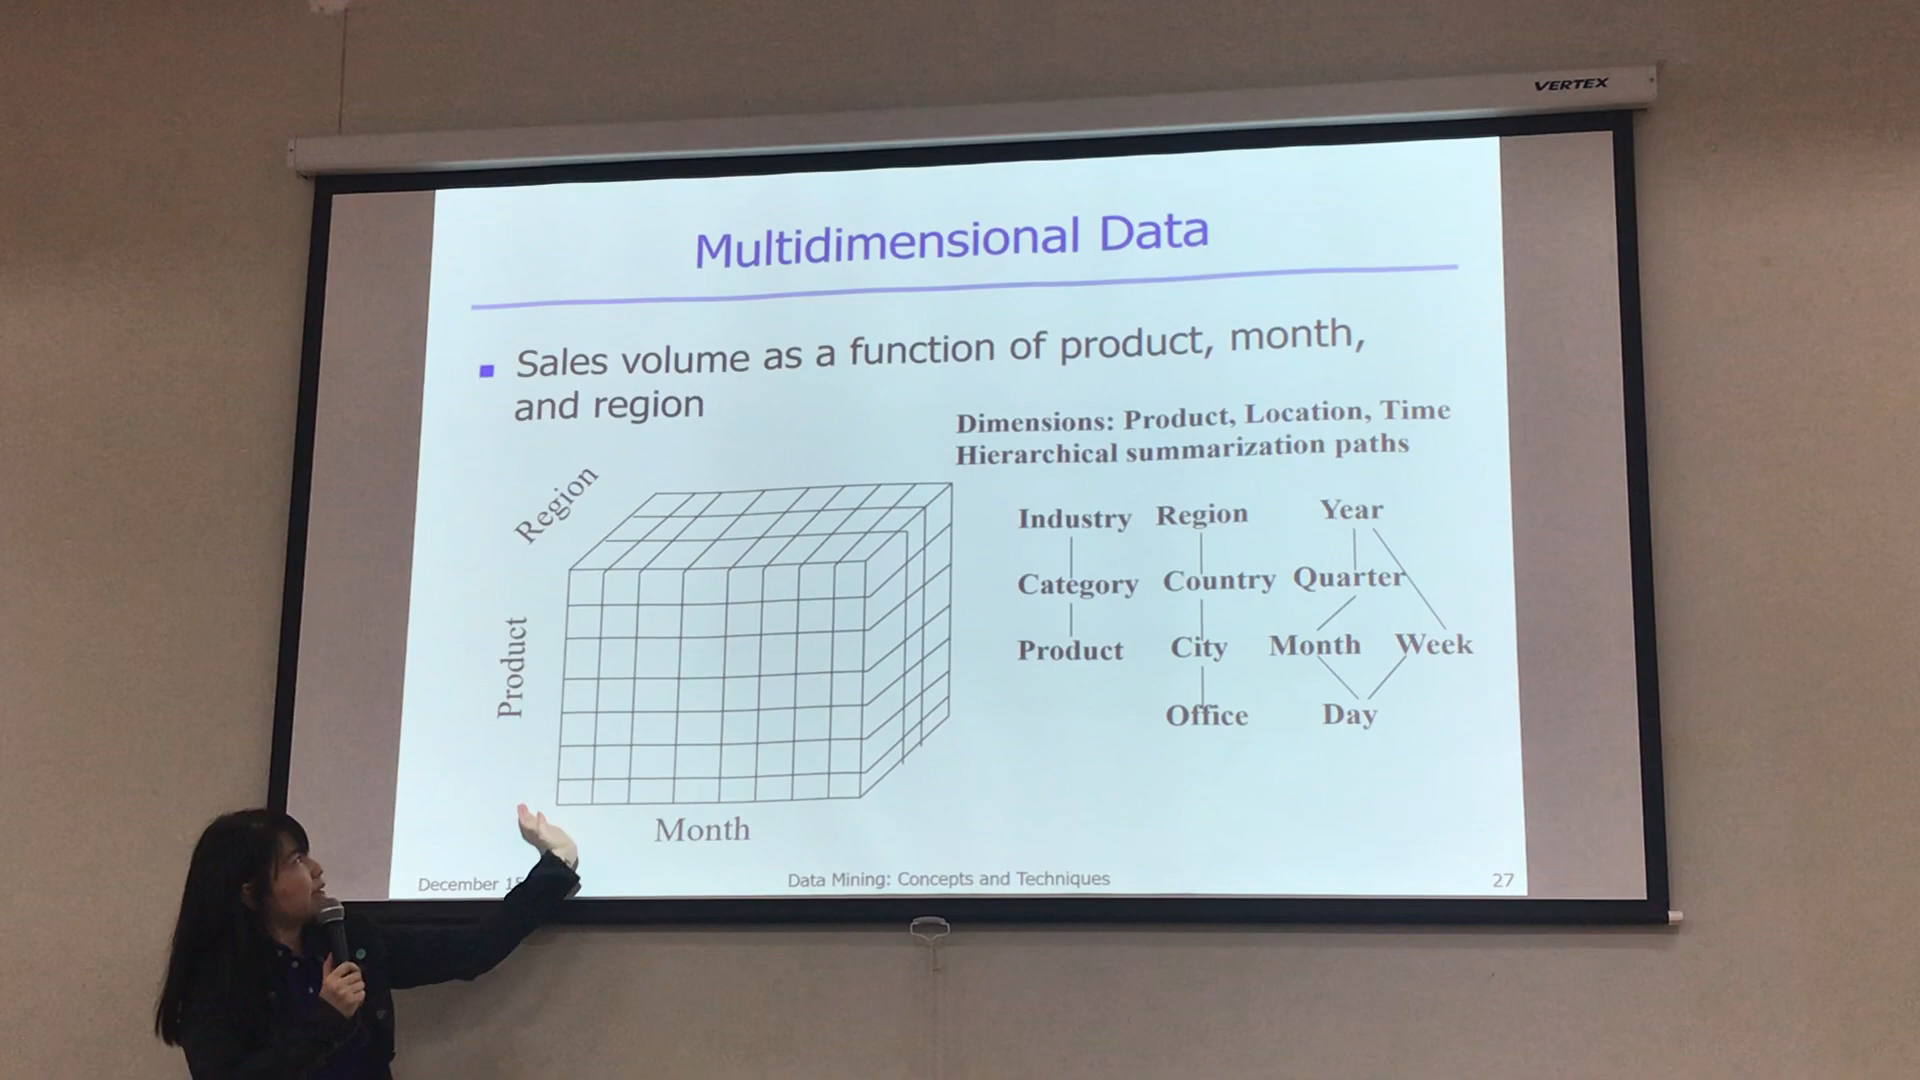 VERTEX
Multidimensional Data
Sales volume as a function of product, month,
and region
Dimensions: Product, Location, Time
Hierarchical summarization paths
Region
Product
Month
Industry Region Year
Category Country Quarter
Product City Month Week
Office Day
December 15
Data Mining: Concepts and Techniques
27